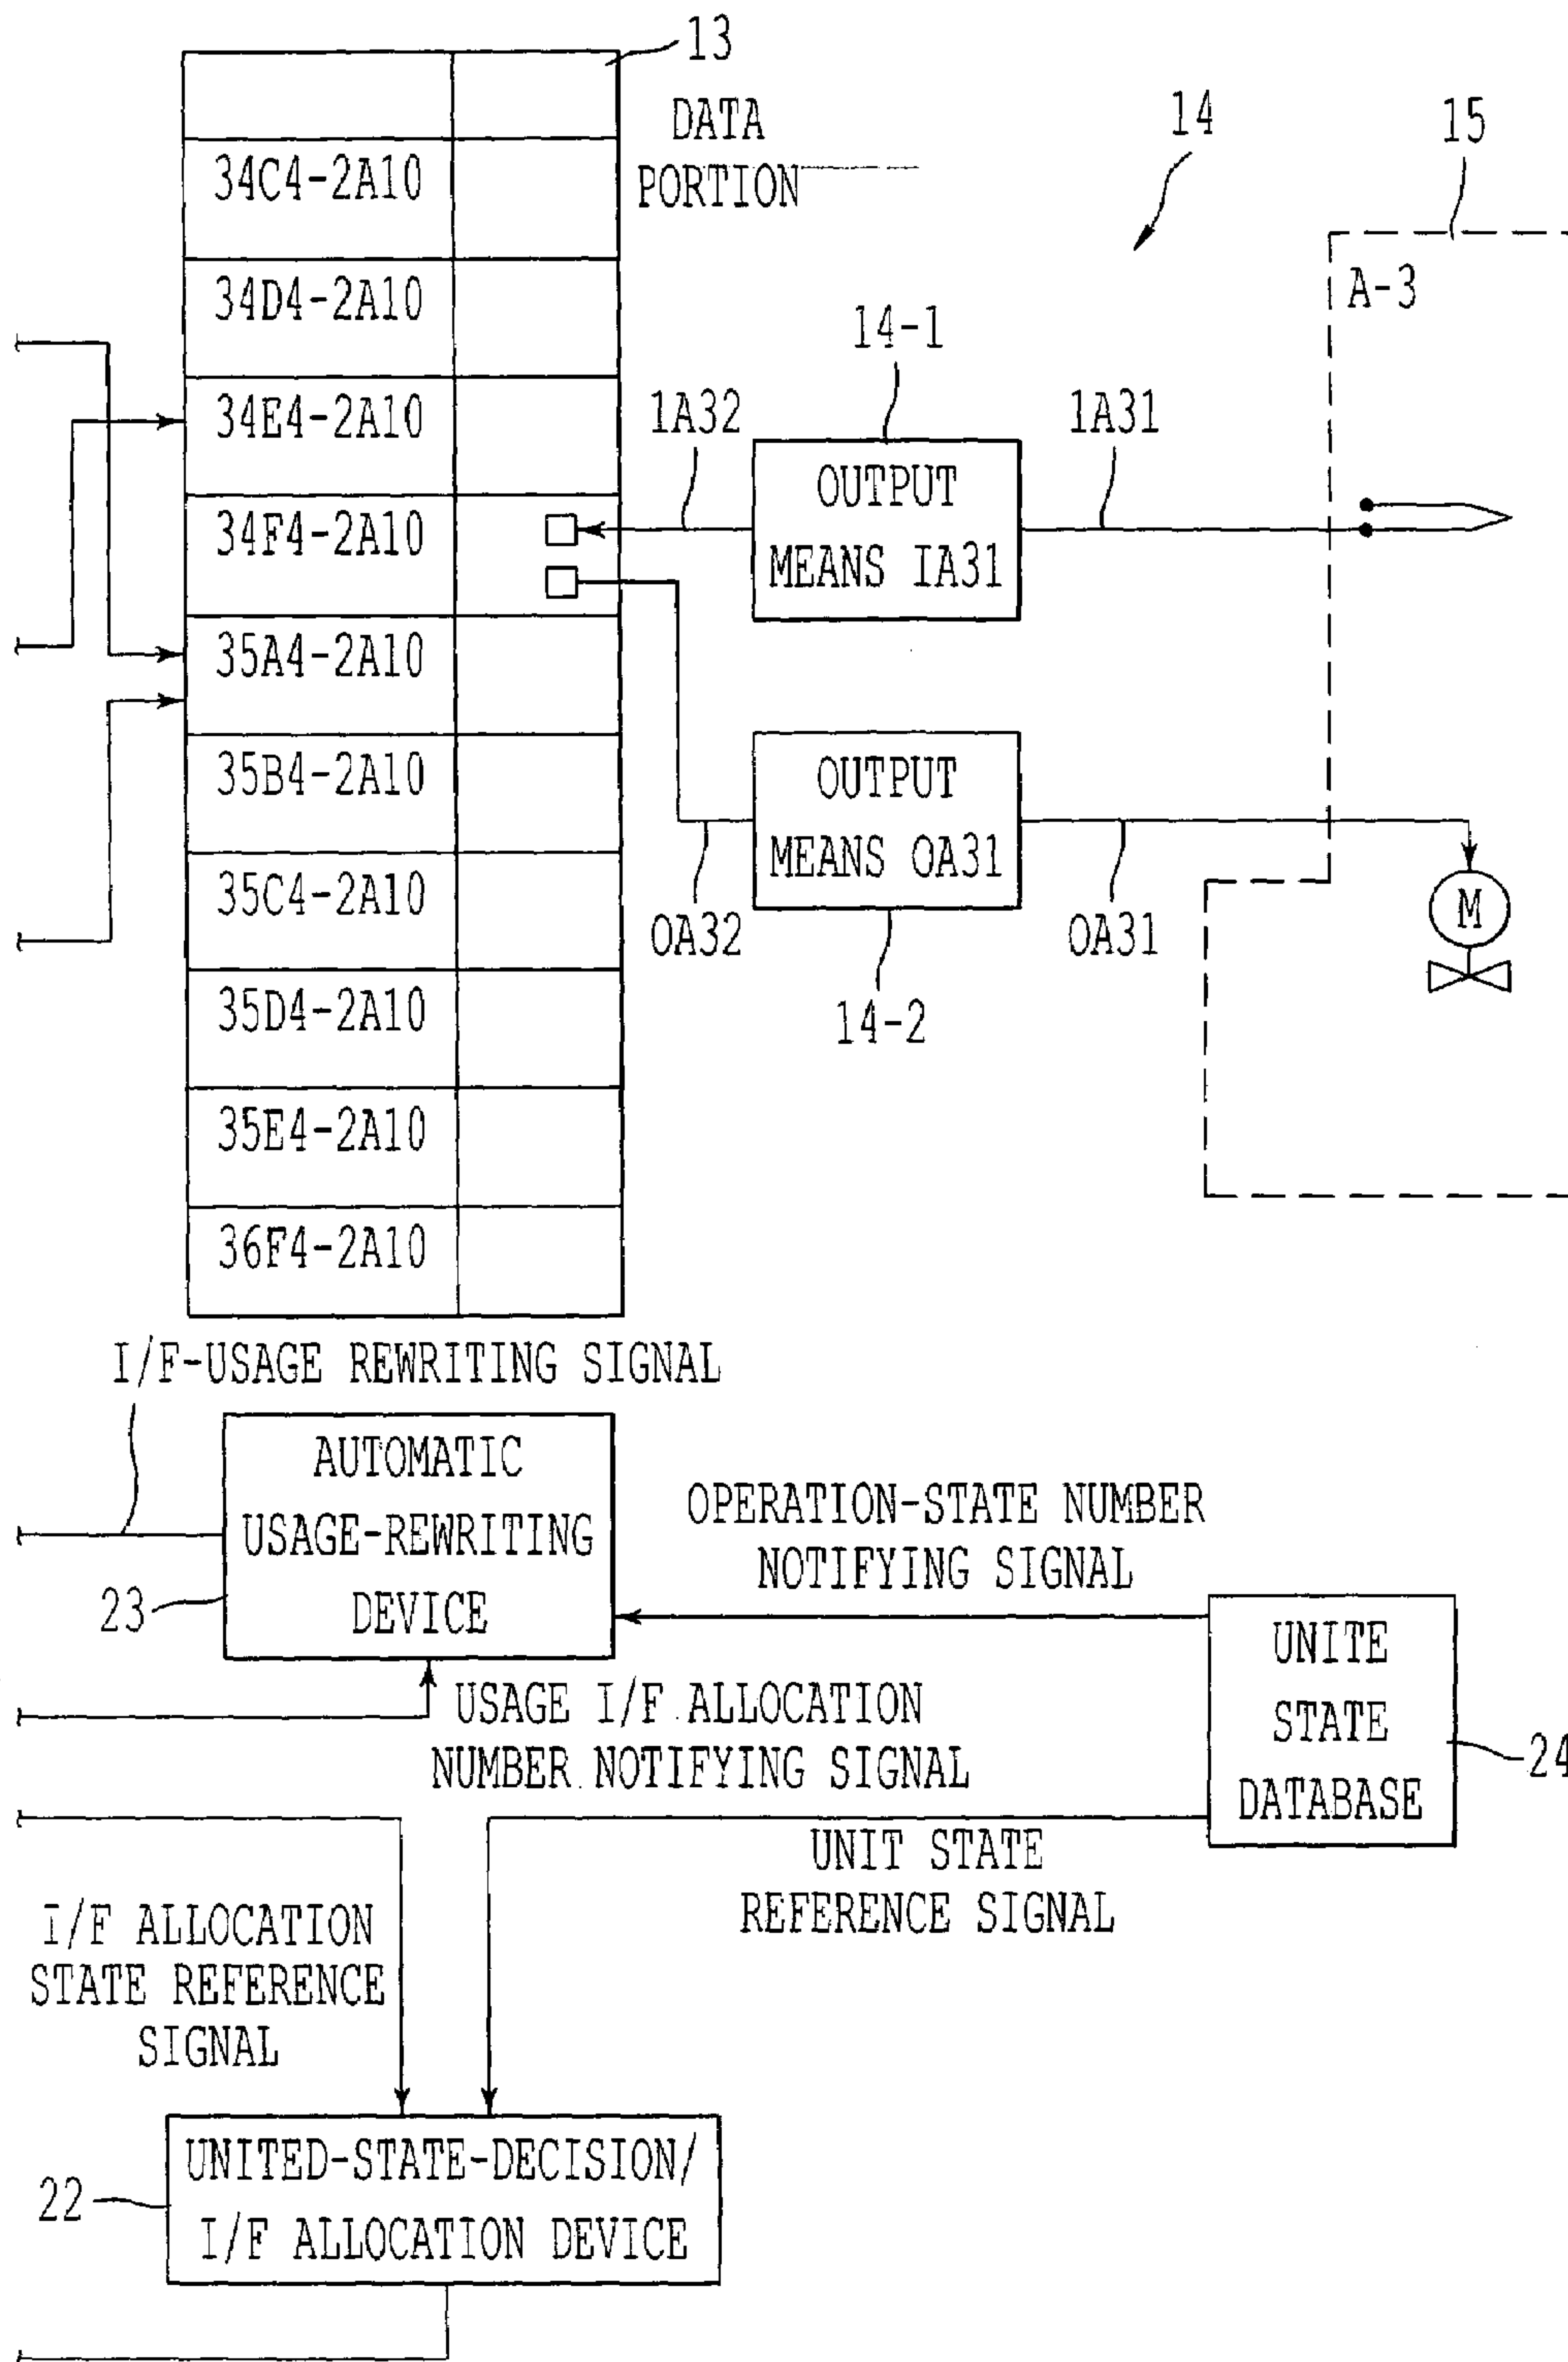 13
DATA
PORTION
14
15
A-3
34C4-2A10
34D4-2A10
34E4-2A10
34F4-2A10
35A4-2A10
35B4-2A10
35C4-2A10
35D4-2A10
35E4-2A10
36F4-2A10
14-1
1A32
1A31
OUTPUT
MEANS IA31
OUTPUT
MEANS OA31
OA32
OA31
14-2
M
I/F-USAGE REWRITING SIGNAL
AUTOMATIC
USAGE-REWRITING
DEVICE
23
OPERATION-STATE NUMBER
NOTIFYING SIGNAL
USAGE I/F ALLOCATION
NUMBER NOTIFYING SIGNAL
UNITE
STATE
DATABASE
24
UNIT STATE
REFERENCE SIGNAL
I/F ALLOCATION
STATE REFERENCE
SIGNAL
22
UNITED-STATE-DECISION/
I/F ALLOCATION DEVICE